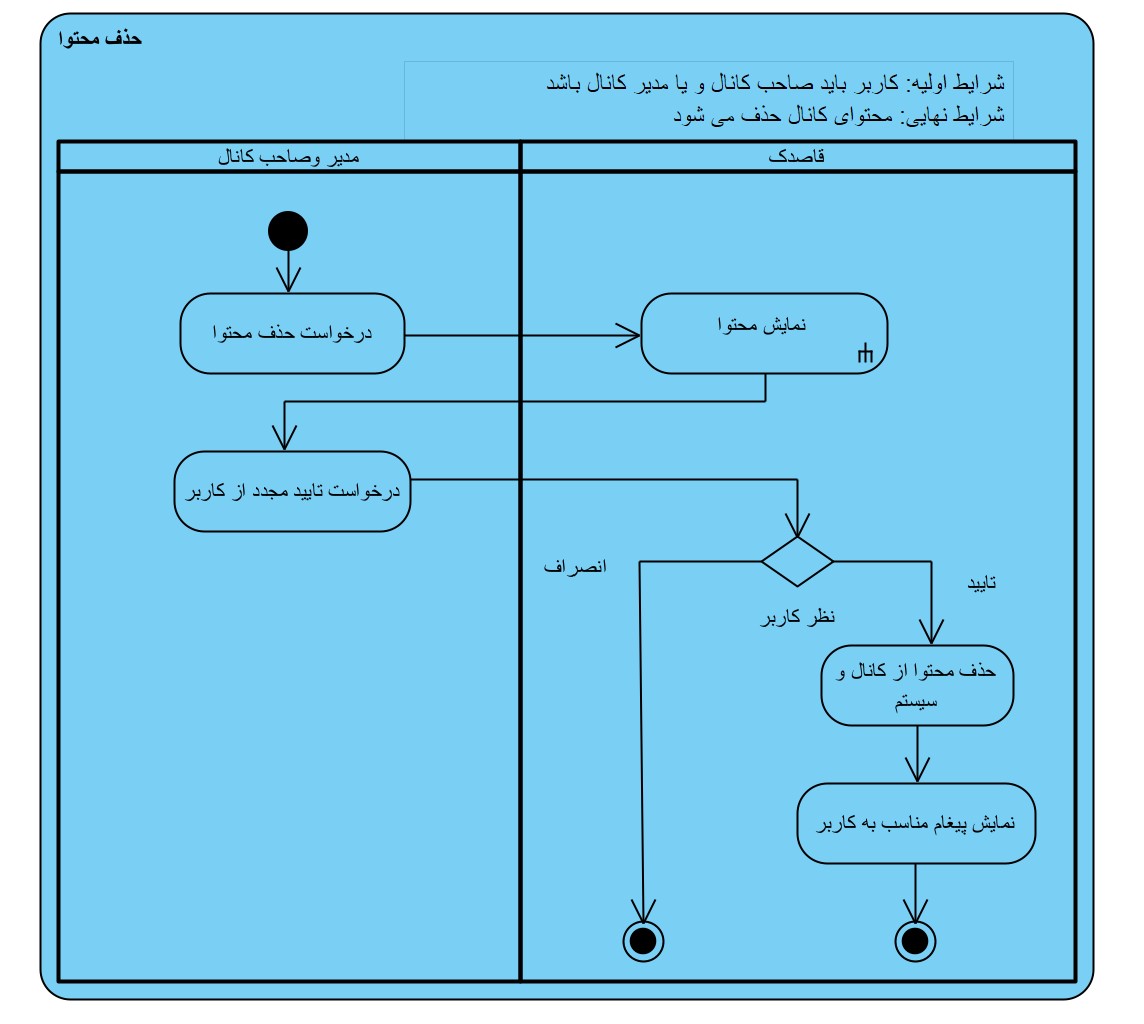 حذف محتوا
شرایط اولیه: کاربر باید صاحب کانال و یا مدیر کانال باشد
شرایط نهایی: محتوای کانال حذف می شود
مدیر وصاحب کانال
قاصدک
درخواست حذف محتوا
نمایش محتوا
درخواست تایید مجدد از کاربر
انصراف
تایید
نظر کاربر
حذف محتوا از کانال و
سیستم
نمایش پیغام مناسب به کاربر